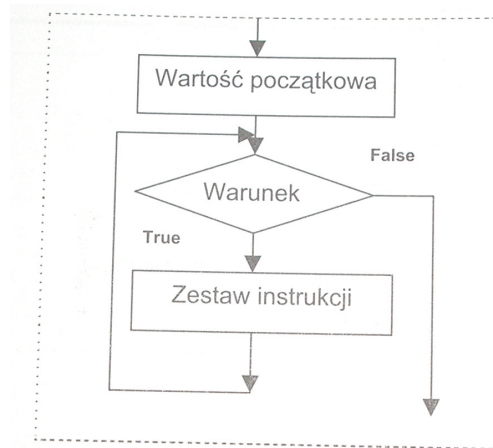 Wartość początkowa
False
Warunek
True
Zestaw instrukcji